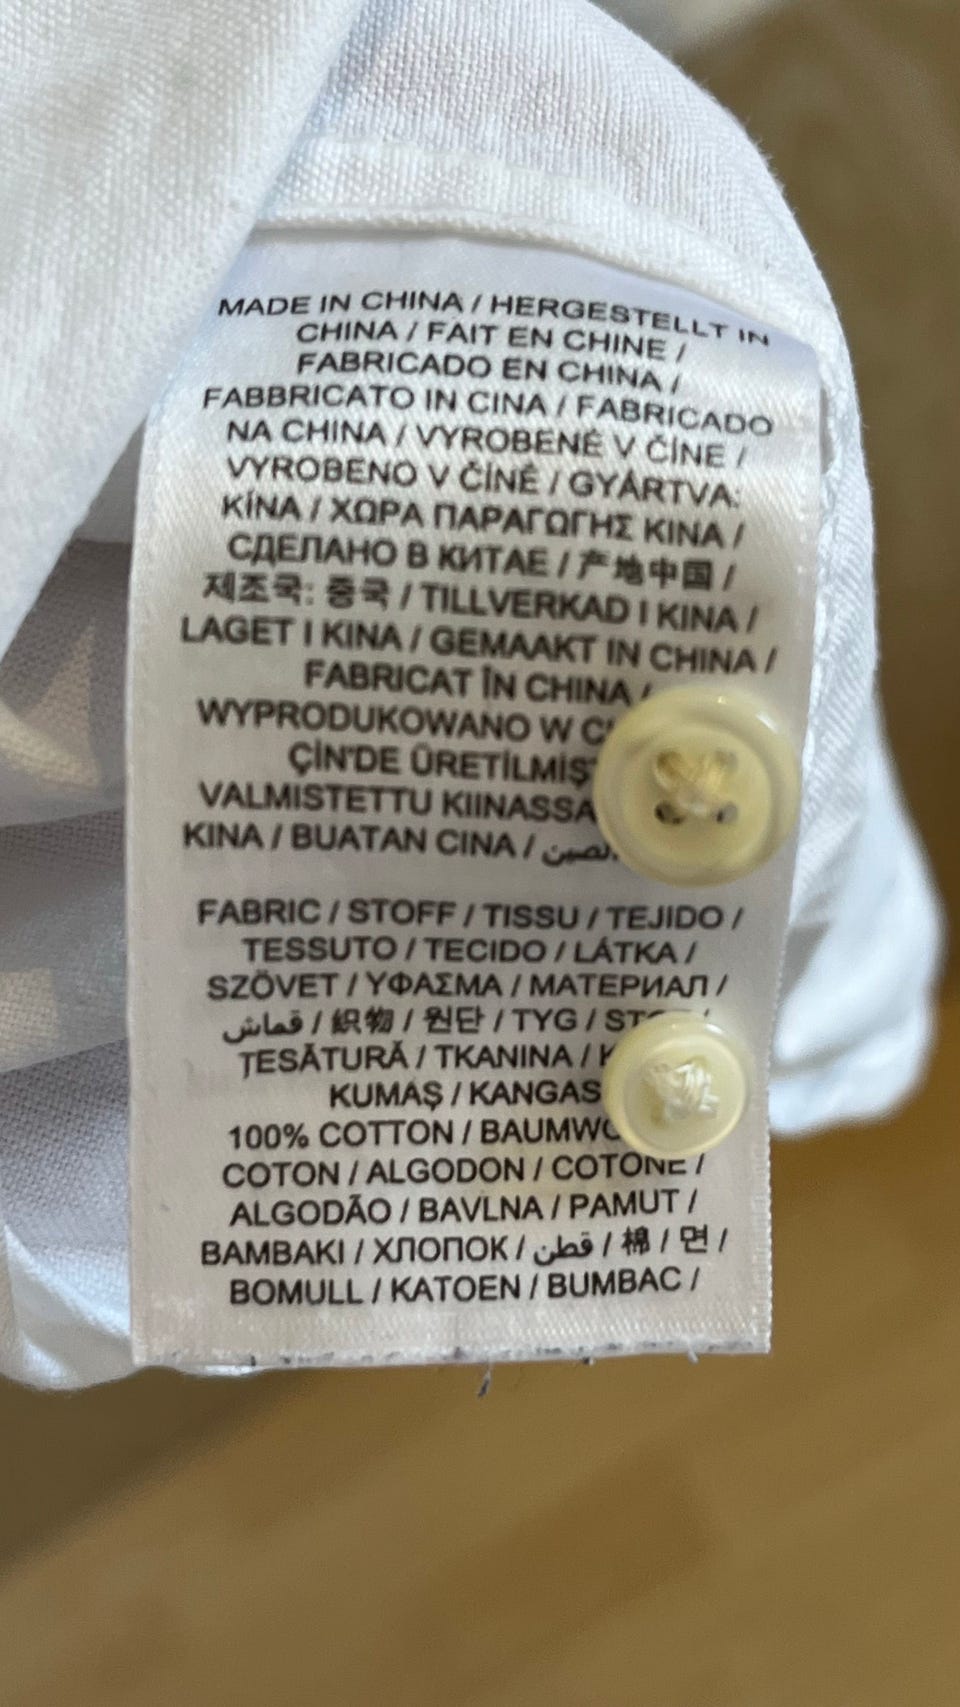 MADE IN CHINA / HERGESTELLT IN
CHINA / FAIT EN CHINE /
FABRICADO EN CHINA /
FABBRICATO IN CINA / FABRICADO
NA CHINA / VYROBENÉ V ČÍNE /
VYROBENO V ČÍNÉ / GYÁRTVA:
KÍNA / ΧΩΡΑ ΠΑΡΑΓΩΓΗΣ ΚΙΝΑ /
СДЕЛАНО В КИТАЕ / 产地中国 /
제조국: 중국 / TILLVERKAD I KINA /
LAGET I KINA / GEMAAKT IN CHINA /
FABRICAT ÎN CHINA /
WYPRODUKOWANO W
ÇİN'DE ÜRETİLMİŞ
VALMISTETTU KIINASSA
KINA / BUATAN CINA /
FABRIC / STOFF / TISSU / TEJIDO /
TESSUTO / TECIDO / LÁTKA /
SZÖVET / ΥΦΑΣΜΑ / МАТЕРИАЛ /
قماش / 織物 / 원단 / TYG /
ȚESĂTURĂ / TKANINA /
KUMAŞ / KANGAS
100% COTTON /
COTON / ALGODON / COTONE /
ALGODÃO / BAVLNA / PAMUT /
BAMBAKI / ХЛОПОК / قطن / 棉 / 면 /
BOMULL / KATOEN / BUMBAC /